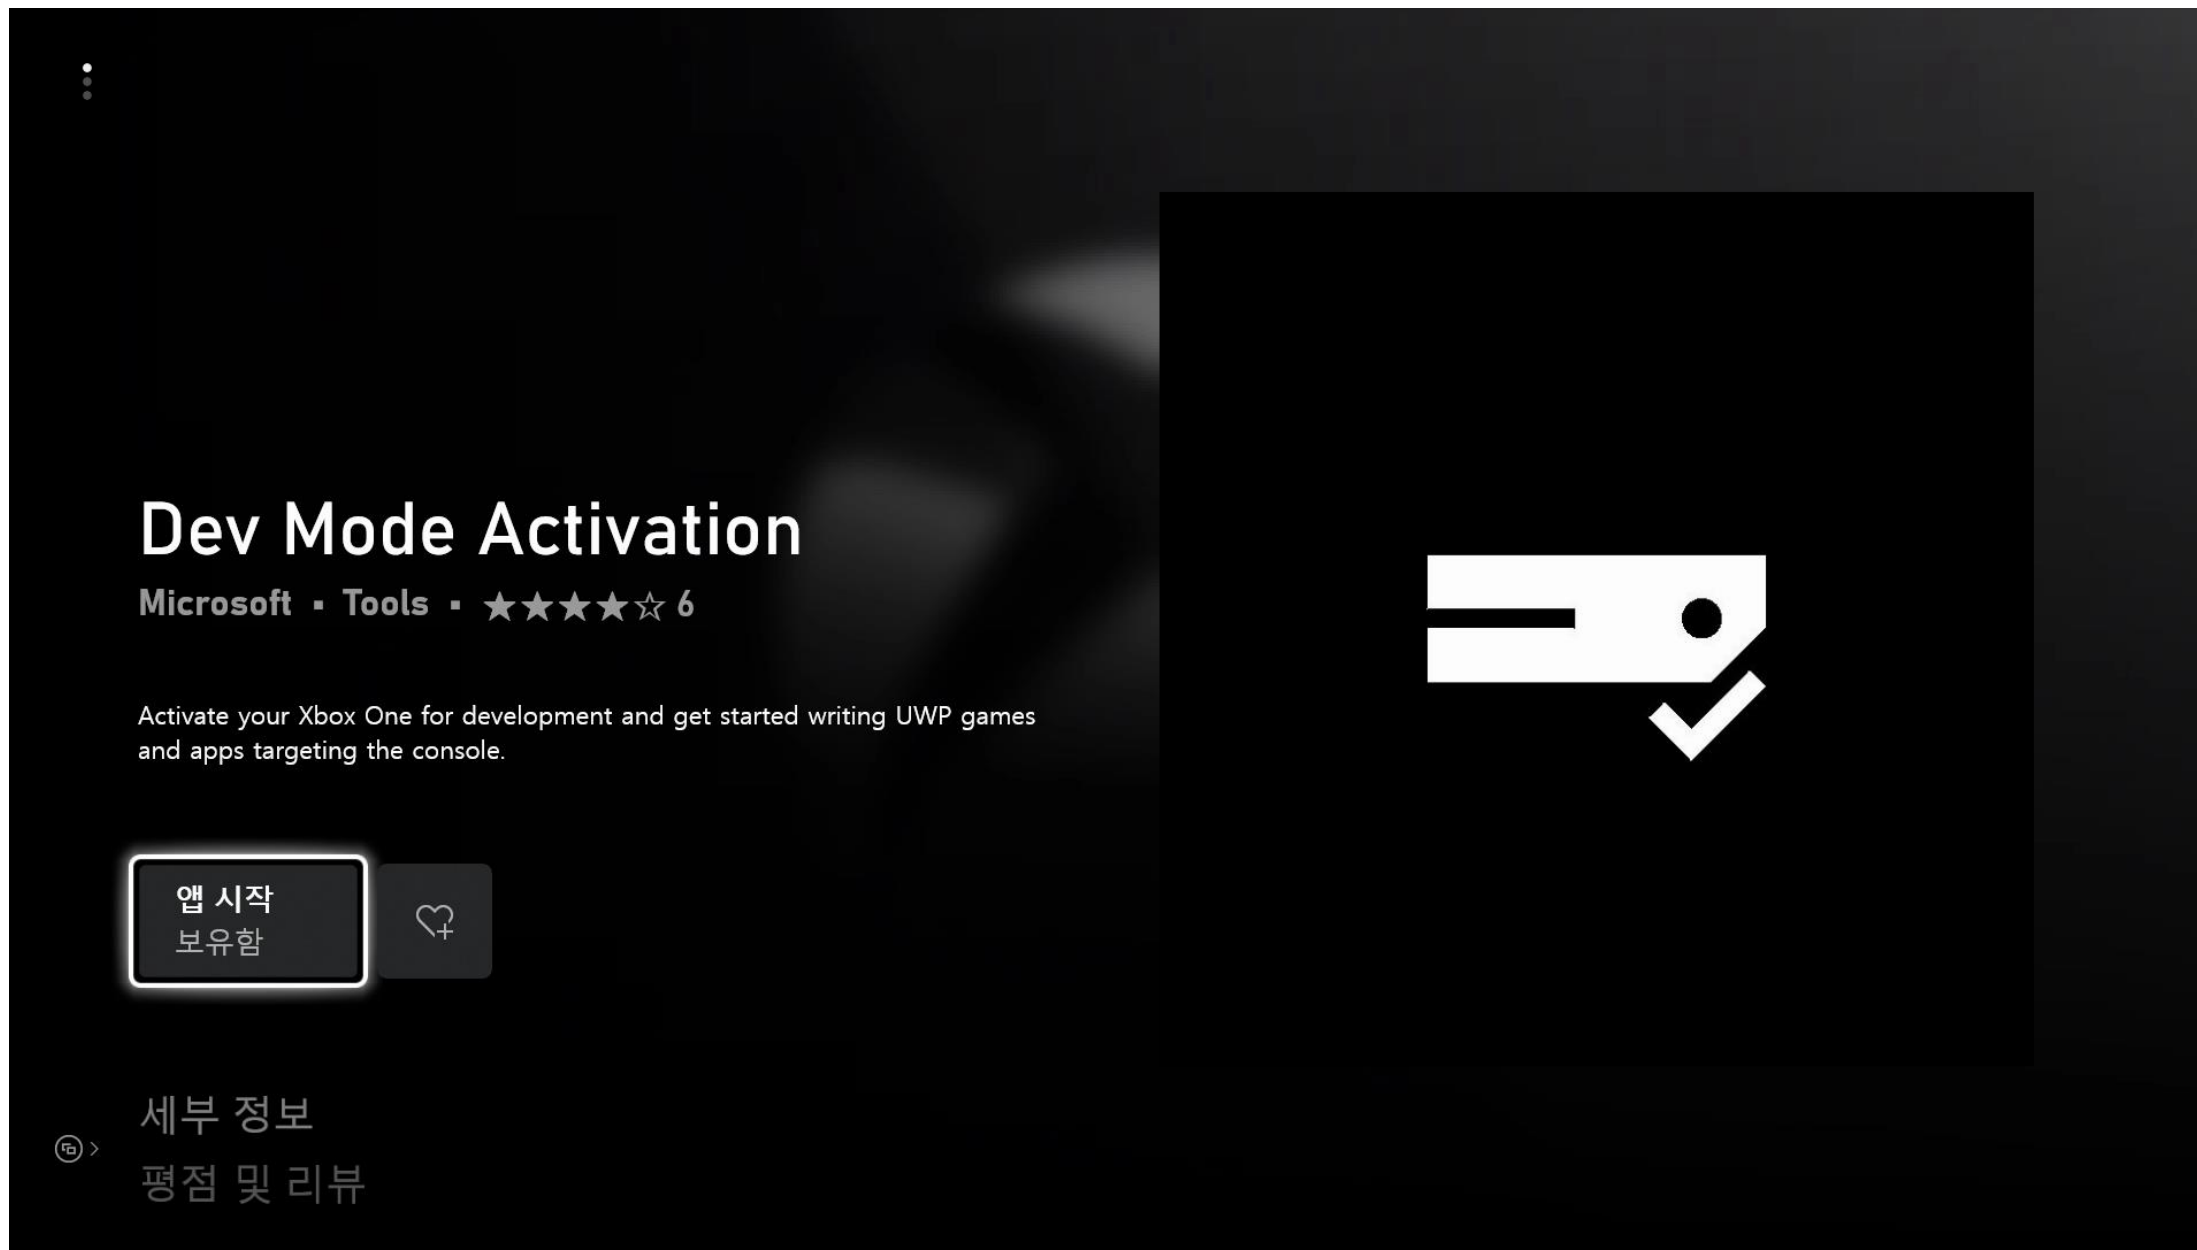 Dev Mode Activation
Microsoft ▪ Tools ▪ ★★★★☆ 6
Activate your Xbox One for development and get started writing UWP games
and apps targeting the console.
앱 시작
보유함
세부 정보
평점 및 리뷰